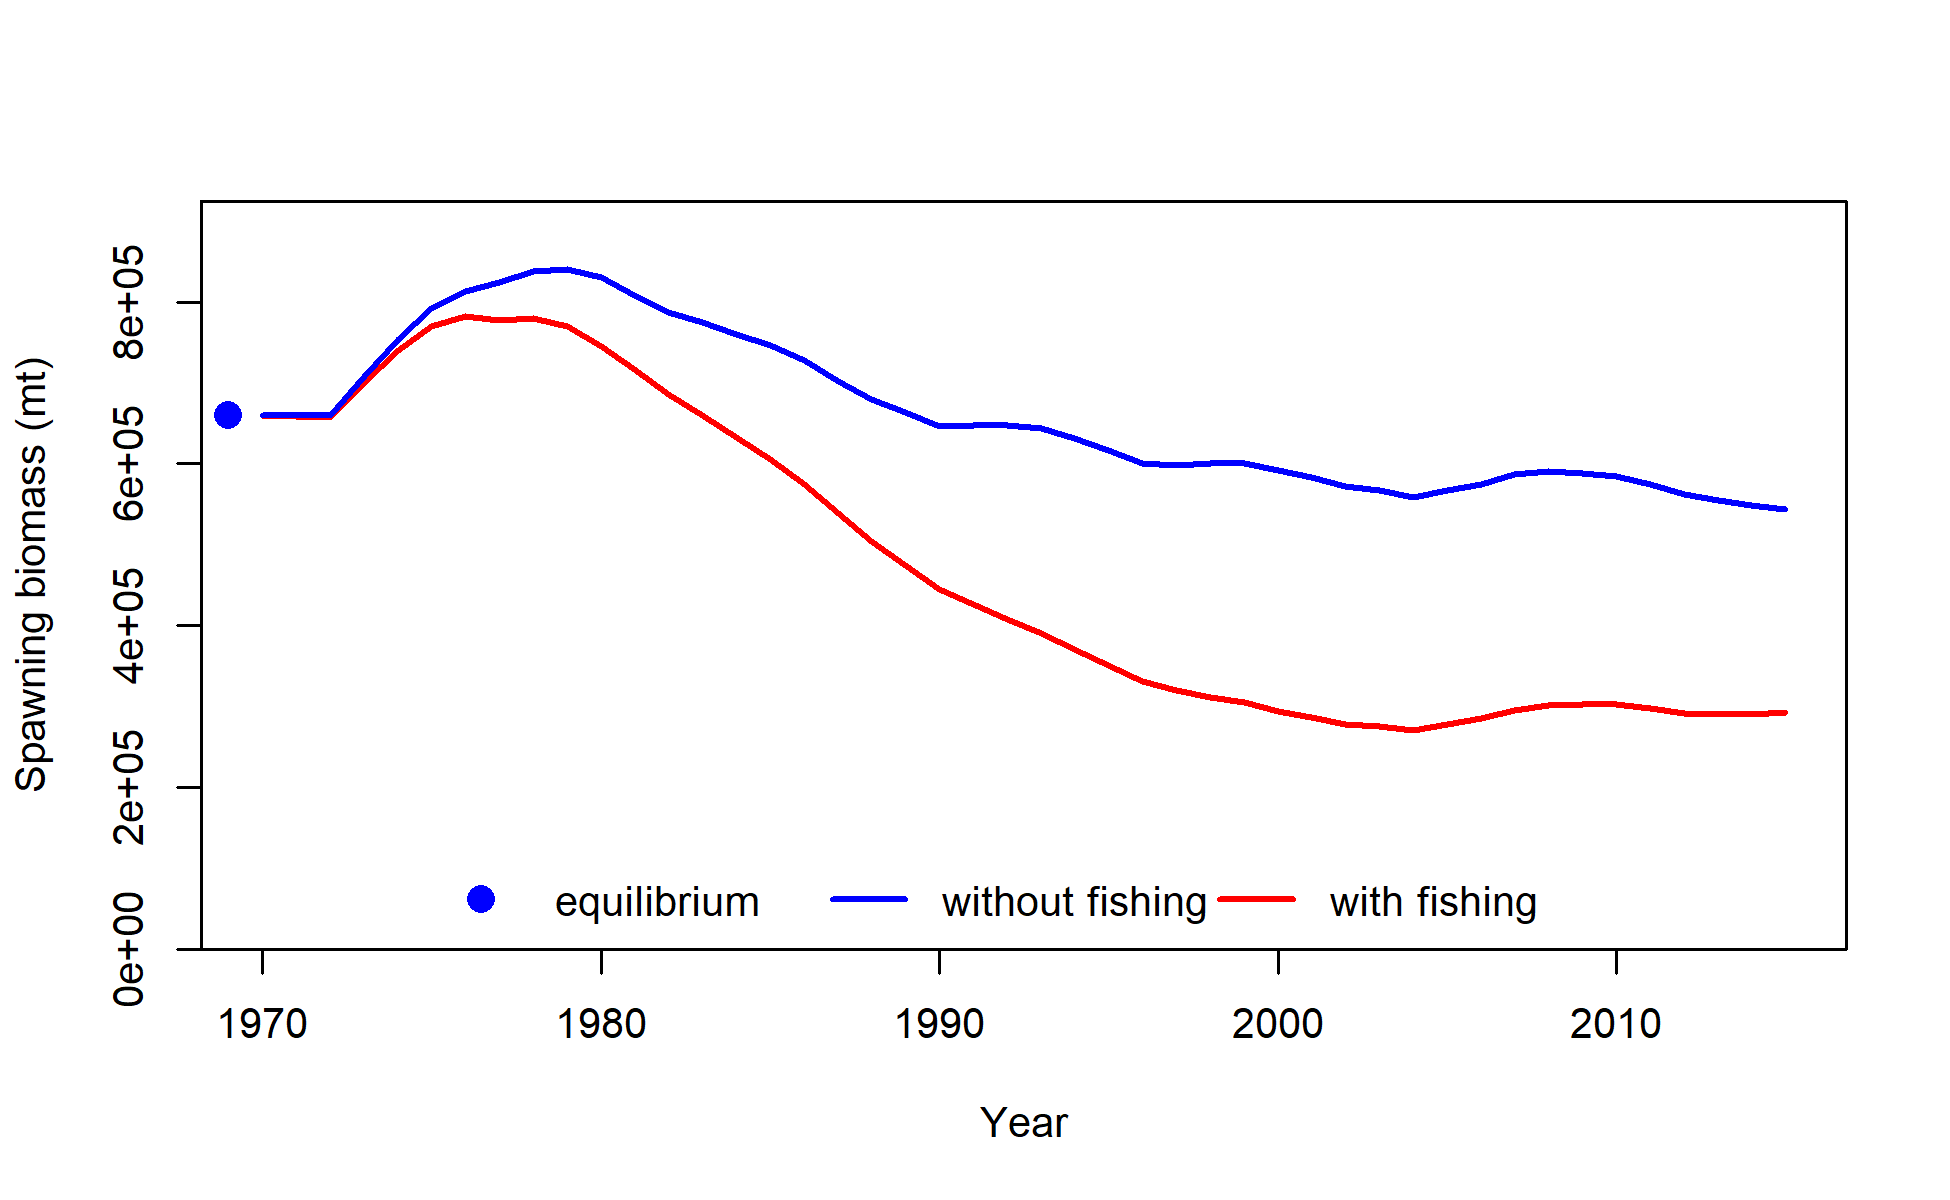 Spawning biomass (mt)
8e+05
6e+05
4e+05
2e+05
0e+00
equilibrium without fishing with fishing
1970 1980 1990 2000 2010
Year